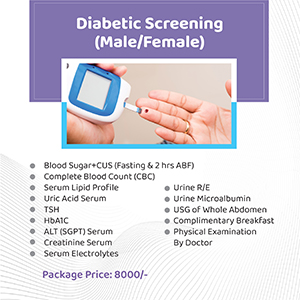 Diabetic Screening
(Male/Female)
Blood Sugar+CUS (Fasting & 2 hrs ABF)
Complete Blood Count (CBC)
Serum Lipid Profile
Uric Acid Serum
TSH
HbA1C
ALT (SGPT) Serum
Creatinine Serum
Serum Electrolytes
Urine R/E
Urine Microalbumin
USG of Whole Abdomen
Complimentary Breakfast
Physical Examination
By Doctor
Package Price: 8000/-